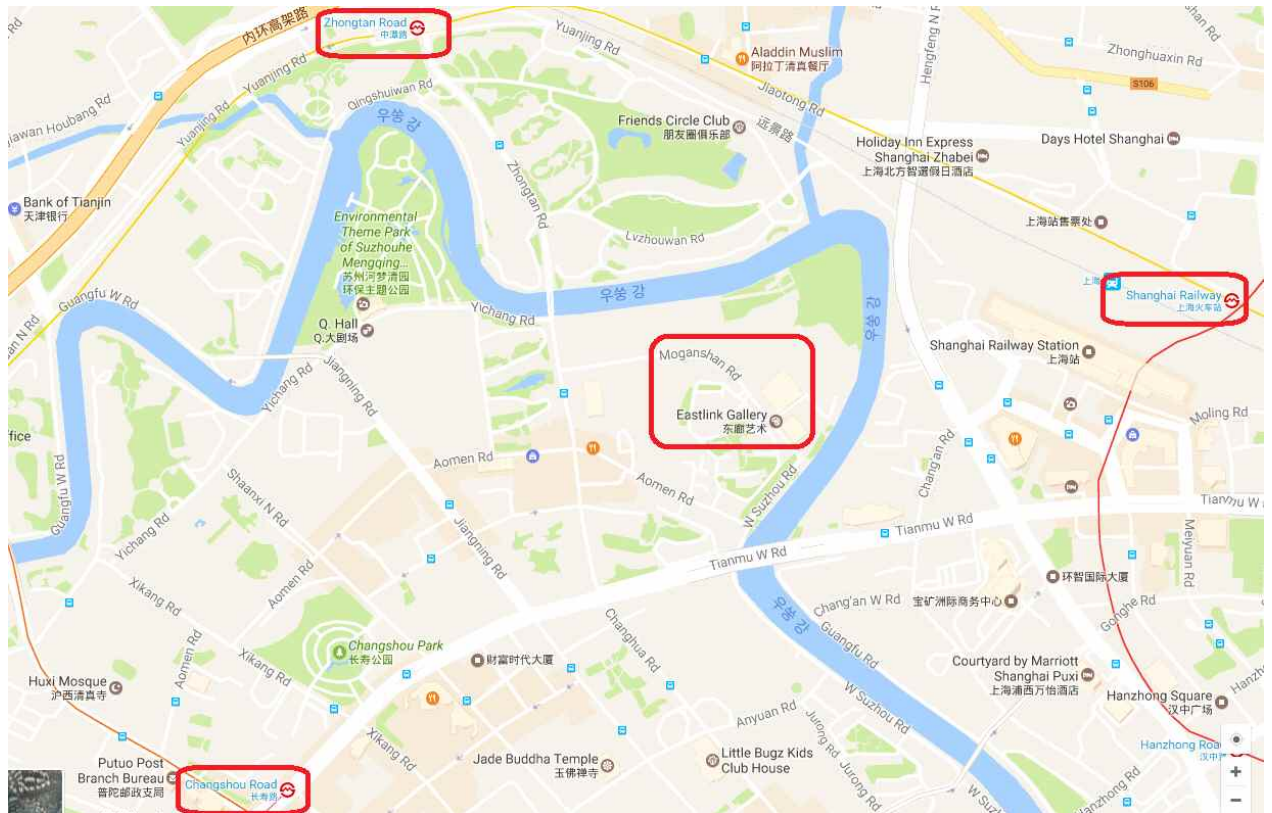 Zhongtan Road
中潭路
内环高架路
Yuanjing Rd
Yuanjing Rd
Yuanjing Rd
Qingshuiwan Rd
Aladdin Muslim
阿拉丁清真餐厅
Hengfeng N Rd
Zhonghuaxin Rd
S106
Jiaotong Rd
远景路
Friends Circle Club
朋友圈俱乐部
Holiday Inn Express
Shanghai Zhabei
上海北方智選假日酒店
Days Hotel Shanghai
jiawan Houbang Rd
우쑹 강
Zhongtan Rd
Bank of Tianjin
天津银行
Environmental
Theme Park
of Suzhouhe
Mengqing...
苏州河梦清园
环保主题公园
Lvzhouwan Rd
上海站售票处
上海
Shanghai Railway
上海火车站
Guangfu W Rd
우쑹 강
우쑹 강
Yichang Rd
Q. Hall
Q.大剧场
Moganshan Rd
Shanghai Railway Station
上海站
Jiangning Rd
Yichang Rd
Eastlink Gallery
东廊艺术
Moling Rd
ffice
Aomen Rd
Aomen Rd
Chang'an Rd
Guangfu W Rd
Shaanxi N Rd
W Suzhou Rd
Tianmu W Rd
Tianmu W
Yichang Rd
Jiangning Rd
Tianmu W Rd
Meiyuan Rd
Aomen Rd
Xikang Rd
环智国际大厦
宝矿洲际商务中心
우쑹 강
Chang'an W Rd
Guangfu Rd
Gonghe Rd
Changshou Park
长寿公园
Changhua Rd
财富时代大厦
Aomen Rd
Xikang Rd
Huxi Mosque
沪西清真寺
Courtyard by Marriott
Shanghai Puxi
上海浦西万怡酒店
Hanzhong Square
汉中广场
W Suzhou Rd
Anyuan Rd
Xikang Rd
Jurong Rd
Jade Buddha Temple
玉佛禅寺
Little Bugz Kids
Club House
Hanzhong Road
Putuo Post
Branch Bureau
普陀邮政支局
Changshou Road
长寿路
Jurong Rd
W Suz
Hanzhong Rd